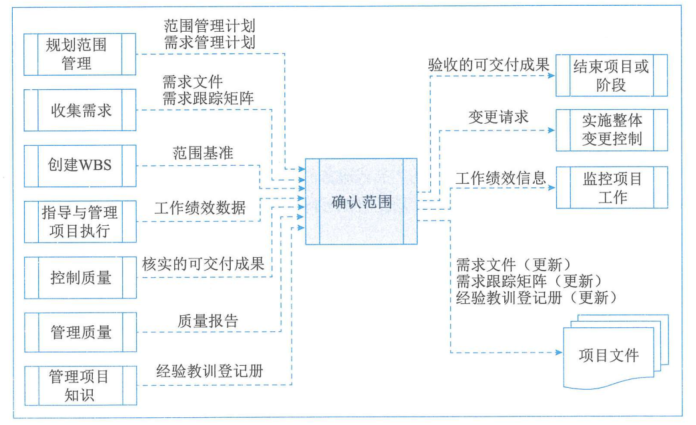 规划范围
管理
范围管理计划
需求管理计划
收集需求
需求文件
需求跟踪矩阵
创建WBS
范围基准
指导与管理
项目执行
工作绩效数据
控制质量
核实的可交付成果
管理质量
质量报告
管理项目
知识
经验教训登记册
确认范围
验收的可交付成果
结束项目或
阶段
变更请求
实施整体
变更控制
工作绩效信息
监控项目
工作
需求文件（更新）
需求跟踪矩阵（更新）
经验教训登记册（更新）
项目文件